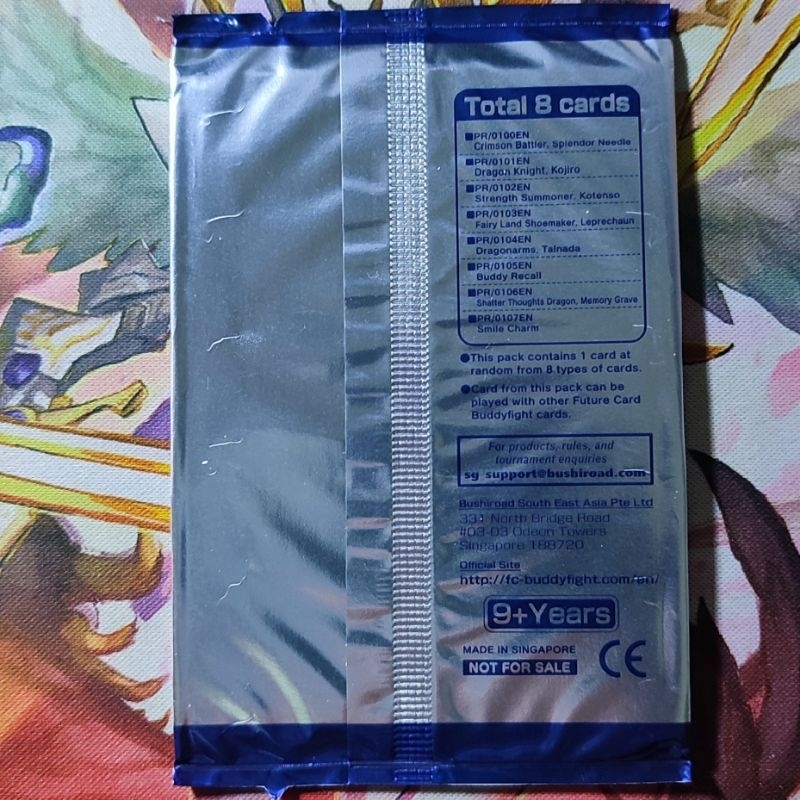 Total 8 cards
■PR/0100EN
Crimson Battler, Splendor Needle
■PR/0101EN
Dragon Knight, Kojiro
■PR/0102EN
Strength Summoner, Kotenso
■PR/0103EN
Fairy Land Shoemaker, Leprechaun
■PR/0104EN
Dragonarms, Tainada
■PR/0105EN
Buddy Recall
■PR/0106EN
Shatter Thoughts Dragon, Memory Grave
■PR/0107EN
Smile Charm
●This pack contains 1 card at
random from 8 types of cards.
●Card from this pack can be
played with other Future Card
Buddyfight cards.
For products, rules, and
tournament enquiries
sg_support@bushiroad.com
Bushiroad South East Asia Pte Ltd
331 North Bridge Road
#03-03 Odeon Towers
Singapore 188720
Official Site
http://fc-buddyfight.com/en/
9+Years
MADE IN SINGAPORE
NOT FOR SALE
CE